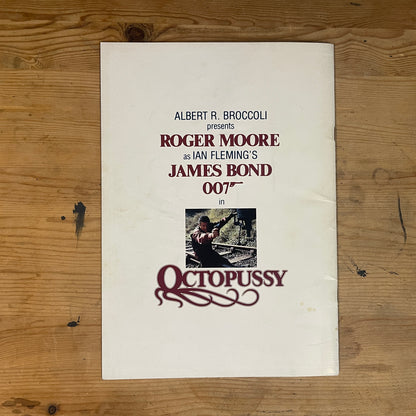 ALBERT R. BROCCOLI
presents
ROGER MOORE
as IAN FLEMING'S
JAMES BOND
007
in
OCTOPUSSY